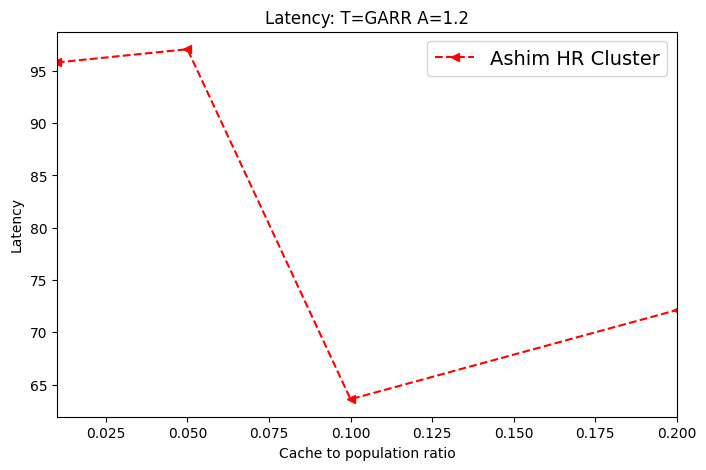 Latency: T=GARR A=1.2
Ashim HR Cluster
95
90
85
80
75
70
65
Latency
0.025 0.050 0.075 0.100 0.125 0.150 0.175 0.200
Cache to population ratio